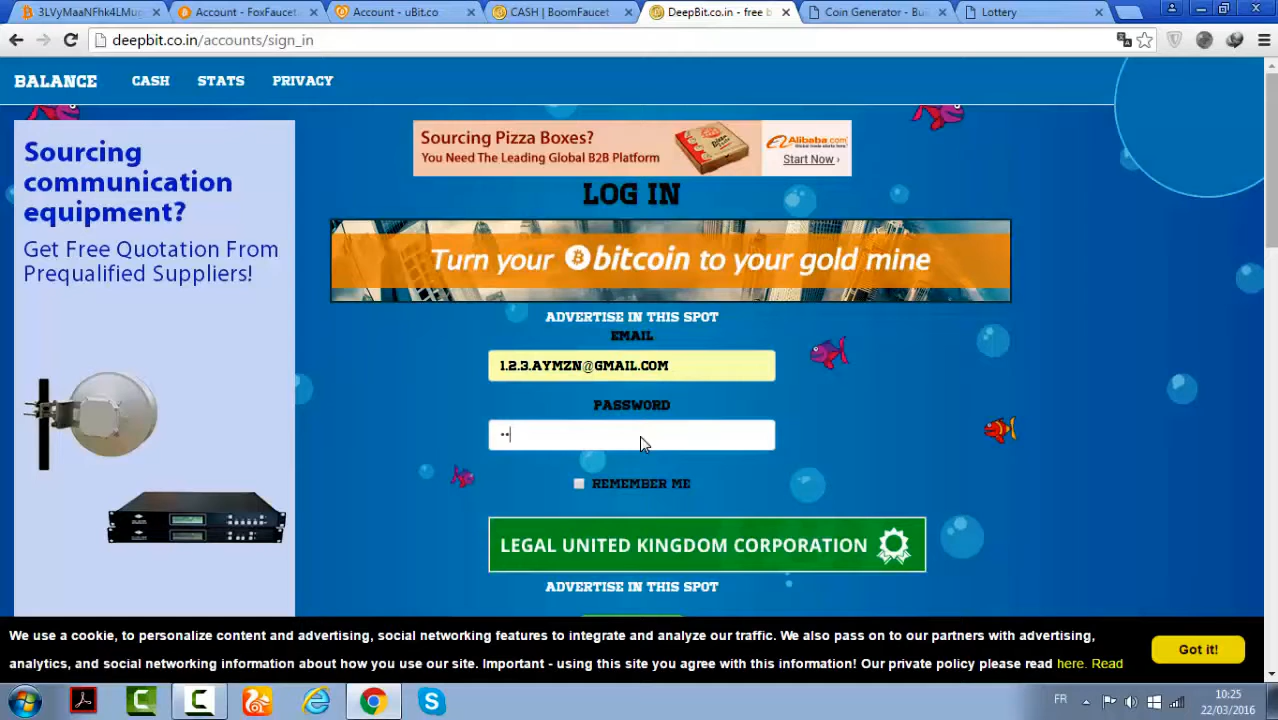 3LVyMaaNFhk4LMug
Account - FoxFaucet
Account - uBit.co
CASH | BoomFaucet
DeepBit.co.in - free b
Coin Generator - Bui
Lottery
deepbit.co.in/accounts/sign_in
BALANCE CASH STATS PRIVACY
Sourcing communication equipment?
Get Free Quotation From Prequalified Suppliers!
Sourcing Pizza Boxes?
You Need The Leading Global B2B Platform
Alibaba.com
Global trade starts here.™
Start Now ›
LOG IN
Turn your bitcoin to your gold mine
ADVERTISE IN THIS SPOT
EMAIL
1.2.3.AYMZN@GMAIL.COM
PASSWORD
REMEMBER ME
LEGAL UNITED KINGDOM CORPORATION
ADVERTISE IN THIS SPOT
We use a cookie, to personalize content and advertising, social networking features to integrate and analyze our traffic. We also pass on to our partners with advertising,
analytics, and social networking information about how you use our site. Important - using this site you agree with this information! Our private policy please read here. Read
Got it!
FR
10:25
22/03/2016